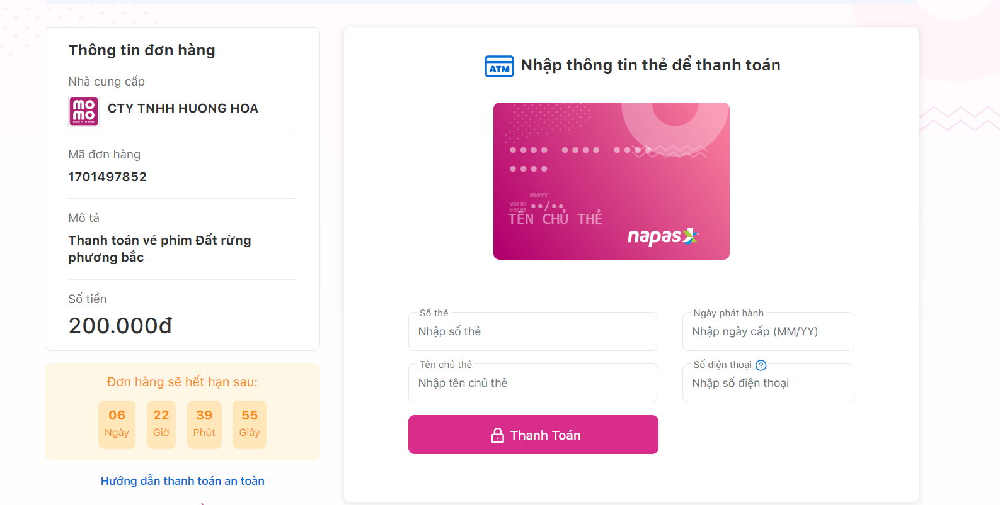 Thông tin đơn hàng
Nhà cung cấp
momo
mobile money
CTY TNHH HUONG HOA
Mã đơn hàng
1701497852
Mô tả
Thanh toán vé phim Đất rừng
phương bắc
Số tiền
200.000đ
Đơn hàng sẽ hết hạn sau:
06 22 39 55
Ngày Giờ Phút Giây
Hướng dẫn thanh toán an toàn
ATM Nhập thông tin thẻ để thanh toán
MM/YY
VALID
FROM ••/••
TÊN CHỦ THẺ
napas
Số thẻ
Nhập số thẻ
Ngày phát hành
Nhập ngày cấp (MM/YY)
Tên chủ thẻ
Nhập tên chủ thẻ
Số điện thoại ?
Nhập số điện thoại
Thanh Toán